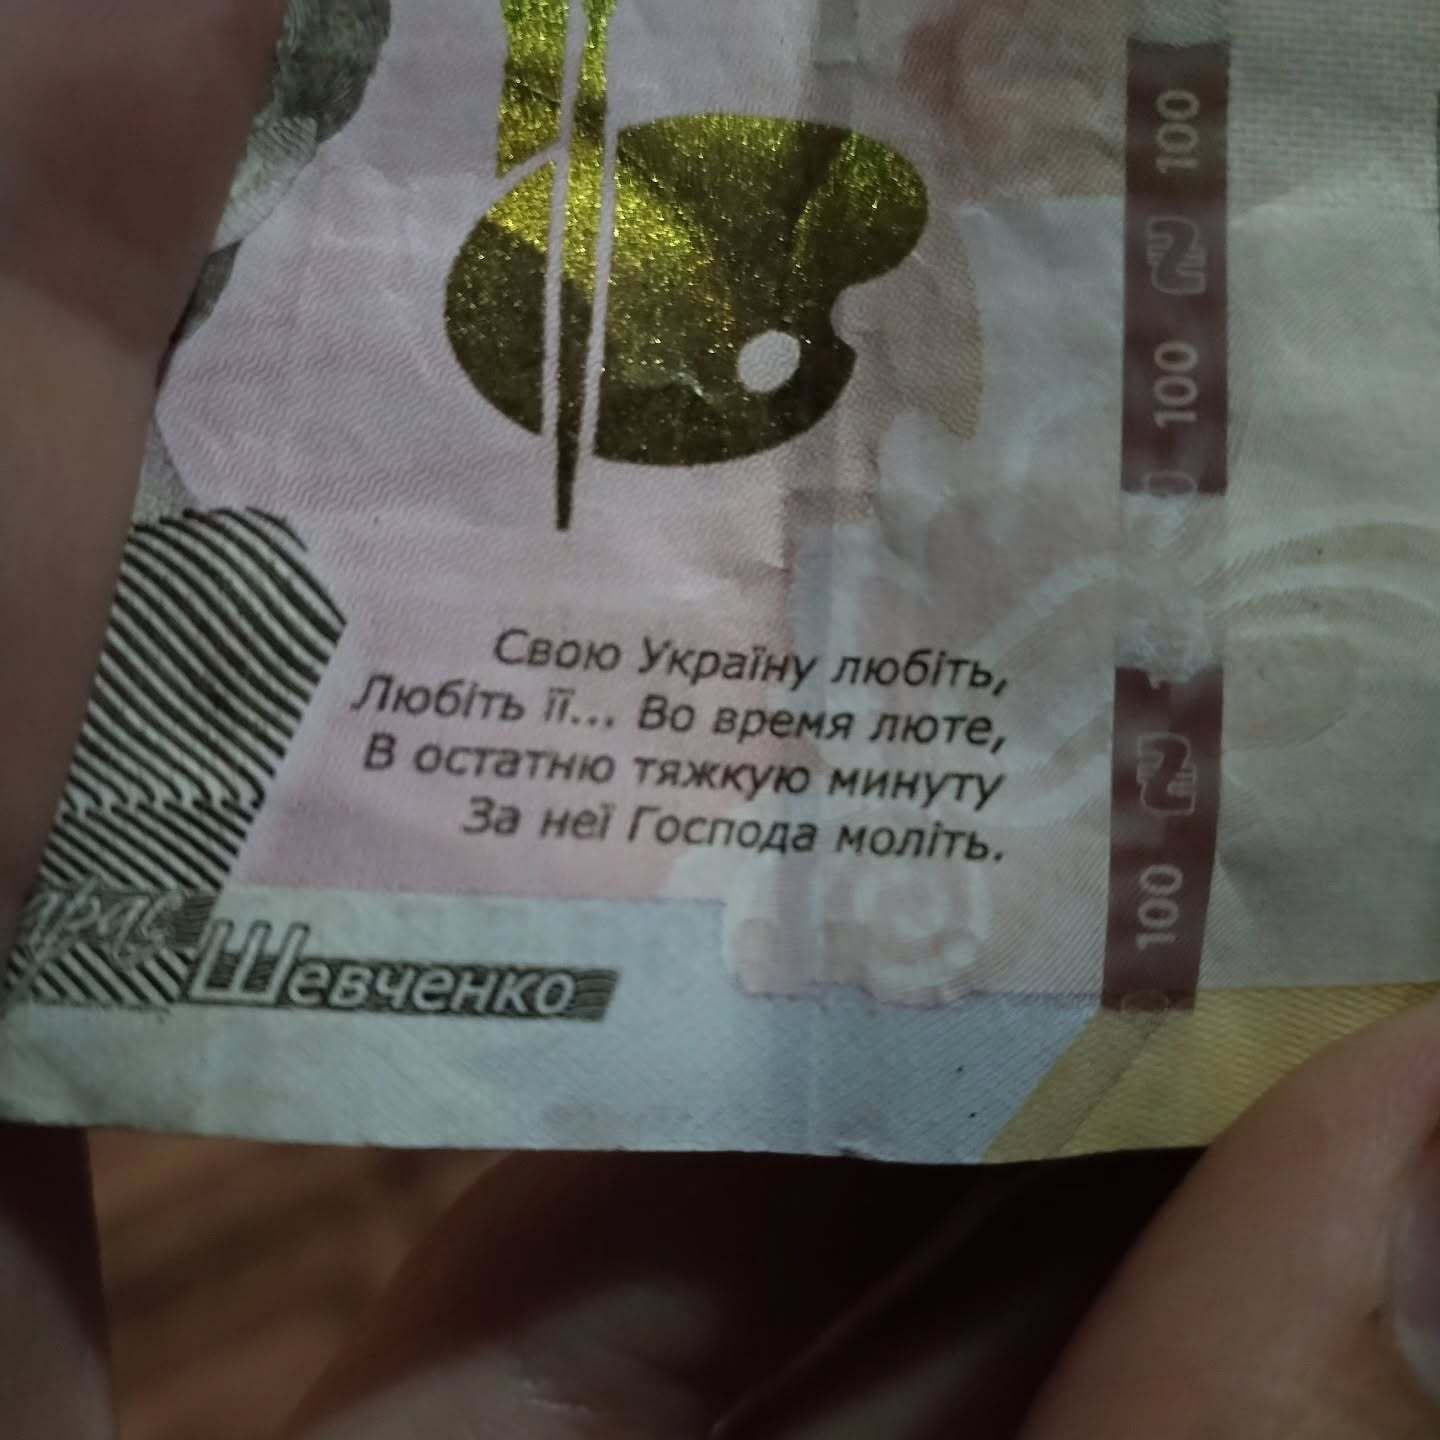 100
100
Свою Україну любіть,
Любіть її... Во время люте,
В остатню тяжкую минуту
За неї Господа моліть.
100
Шевченко